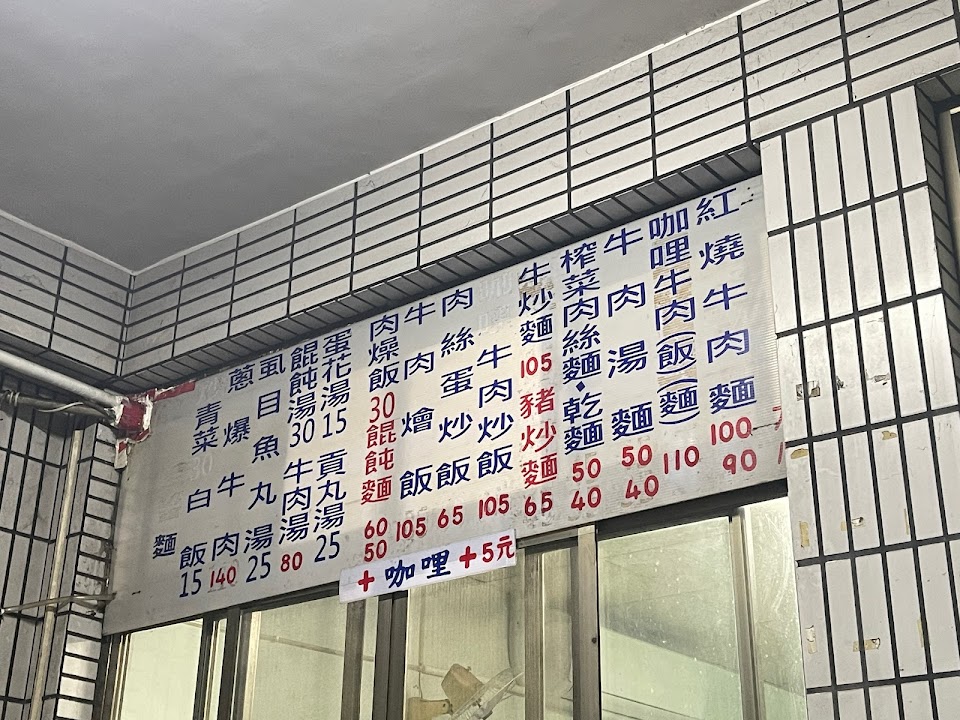 紅燒牛肉麵 100 90
咖哩牛肉(飯)(麵) 110
牛肉湯麵 50 40
榨菜肉絲麵・乾麵 50 40
牛炒麵 105
豬炒麵 65
牛肉炒飯 105
肉絲蛋炒飯 65
牛肉燴飯 105
肉燥飯 30
餛飩麵 60 50
蛋花湯 15
貢丸湯 25
餛飩湯 30
牛肉湯 80
虱目魚丸湯 25
蔥爆牛肉 140
青菜 30
白飯 15
麵
+咖哩+5元